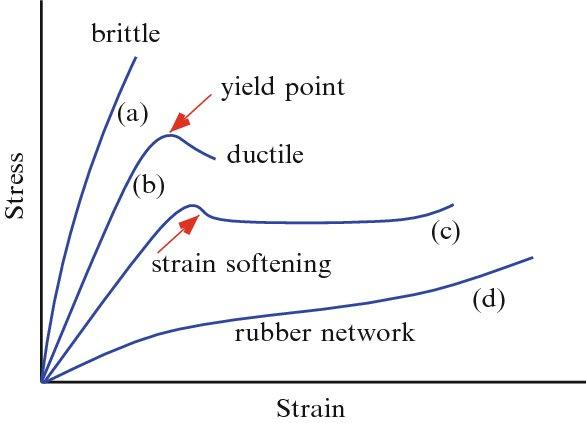 brittle
yield point
(a)
ductile
(b)
Stress
(c)
strain softening
(d)
rubber network
Strain